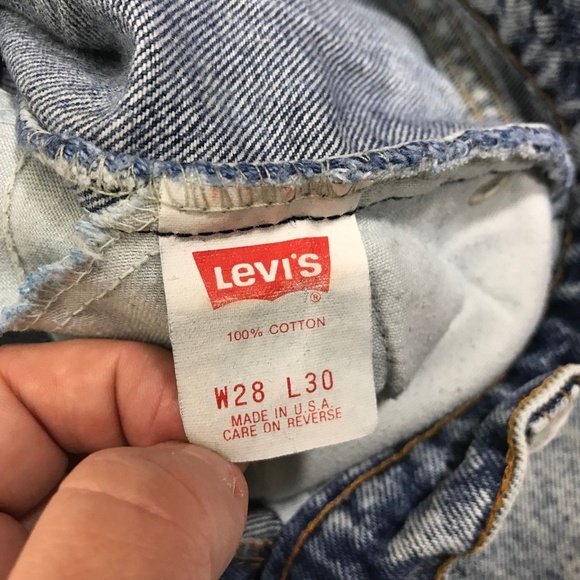 Levi's
®
100% COTTON
W28 L30
MADE IN U.S.A.
CARE ON REVERSE